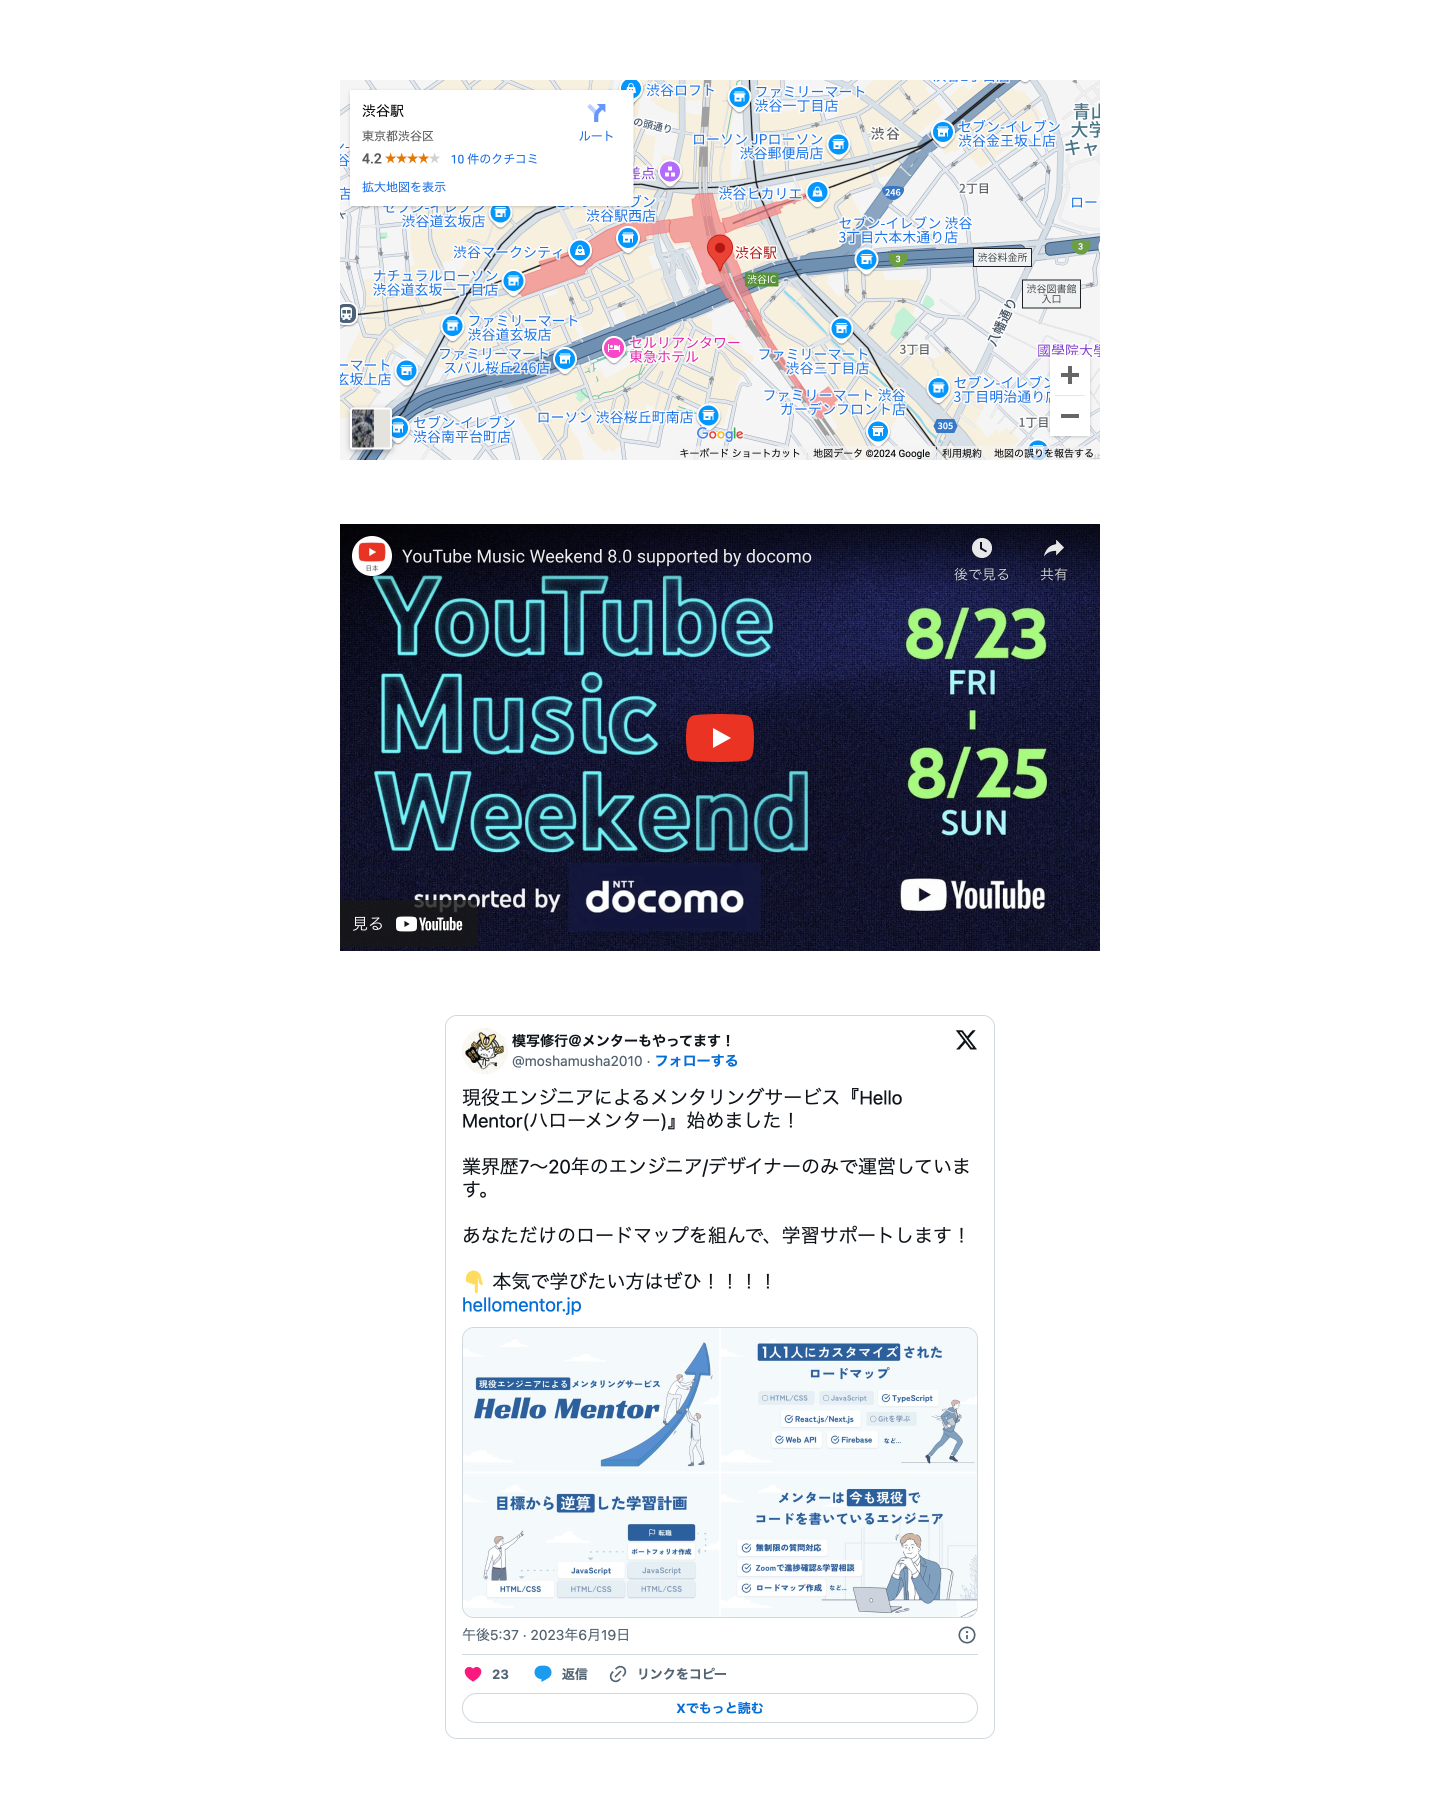 渋谷駅
東京都渋谷区
4.2 ★★★★★ 10 件のクチコミ
拡大地図を表示
ルート
渋谷ロフト
ファミリーマート
渋谷一丁目店
の頭通り
ローソン JPローソン
渋谷郵便局店
渋谷
セブン-イレブン
渋谷金王坂上店
青山
大学
キャ
差点
渋谷ヒカリエ
246
2丁目
ロー
セブン-イレブン
渋谷道玄坂店
渋谷駅西店
セブン-イレブン 渋谷
3丁目六本木通り店
渋谷マークシティ
渋谷駅
3
渋谷料金所
3
ナチュラルローソン
渋谷道玄坂一丁目店
渋谷IC
渋谷図書館
入口
八幡通り
ファミリーマート
渋谷道玄坂店
セルリアンタワー
東急ホテル
3丁目
國學院大學
ーマート
玄坂上店
ファミリーマート
スバル桜丘246店
ファミリーマート
渋谷三丁目店
セブン-イレブン
3丁目明治通り店
ファミリーマート 渋谷
ガーデンフロント店
セブン-イレブン
渋谷南平台町店
ローソン 渋谷桜丘町南店
305
1丁目
Google
キーボード ショートカット 地図データ ©2024 Google 利用規約 地図の誤りを報告する
日本
YouTube Music Weekend 8.0 supported by docomo
後で見る
共有
YouTube
Music
Weekend
8/23
FRI
8/25
SUN
supported by
NTT
docomo
YouTube
見る YouTube
模写修行@メンターもやってます！
@moshamusha2010 · フォローする
現役エンジニアによるメンタリングサービス『Hello
Mentor(ハローメンター)』始めました！
業界歴7〜20年のエンジニア/デザイナーのみで運営していま
す。
あなただけのロードマップを組んで、学習サポートします！
👇 本気で学びたい方はぜひ！！！！
hellomentor.jp
現役エンジニアによる メンタリングサービス
Hello Mentor
1人1人にカスタマイズ された
ロードマップ
HTML/CSS JavaScript TypeScript
React.js/Next.js Gitを学ぶ
Web API Firebase など...
目標から 逆算 した学習計画
転職
ポートフォリオ作成
JavaScript JavaScript
HTML/CSS HTML/CSS HTML/CSS
メンターは 今も現役 で
コードを書いているエンジニア
無制限の質問対応
Zoomで進捗確認&学習相談
ロードマップ作成 など...
午後5:37 · 2023年6月19日
23 返信 リンクをコピー
Xでもっと読む